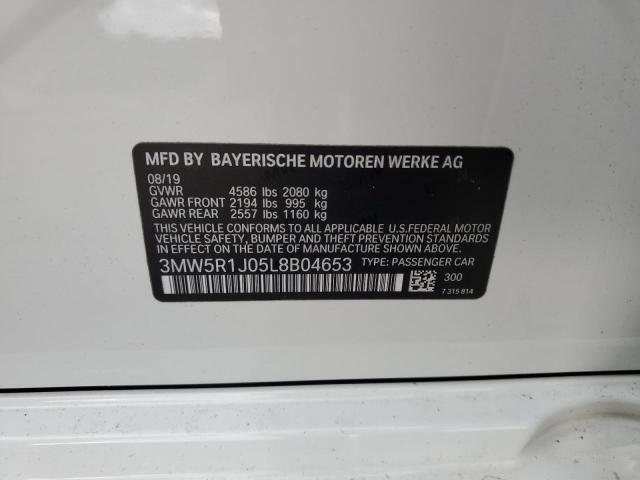 MFD BY BAYERISCHE MOTOREN WERKE AG
08/19
GVWR 4586 lbs 2080 kg
GAWR FRONT 2194 lbs 995 kg
GAWR REAR 2557 lbs 1160 kg
THIS VEHICLE CONFORMS TO ALL APPLICABLE U.S.FEDERAL MOTOR
VEHICLE SAFETY, BUMPER AND THEFT PREVENTION STANDARDS
IN EFFECT ON THE DATE OF MANUFACTURE SHOWN ABOVE.
3MW5R1J05L8B04653 TYPE: PASSENGER CAR
300
7 315 814